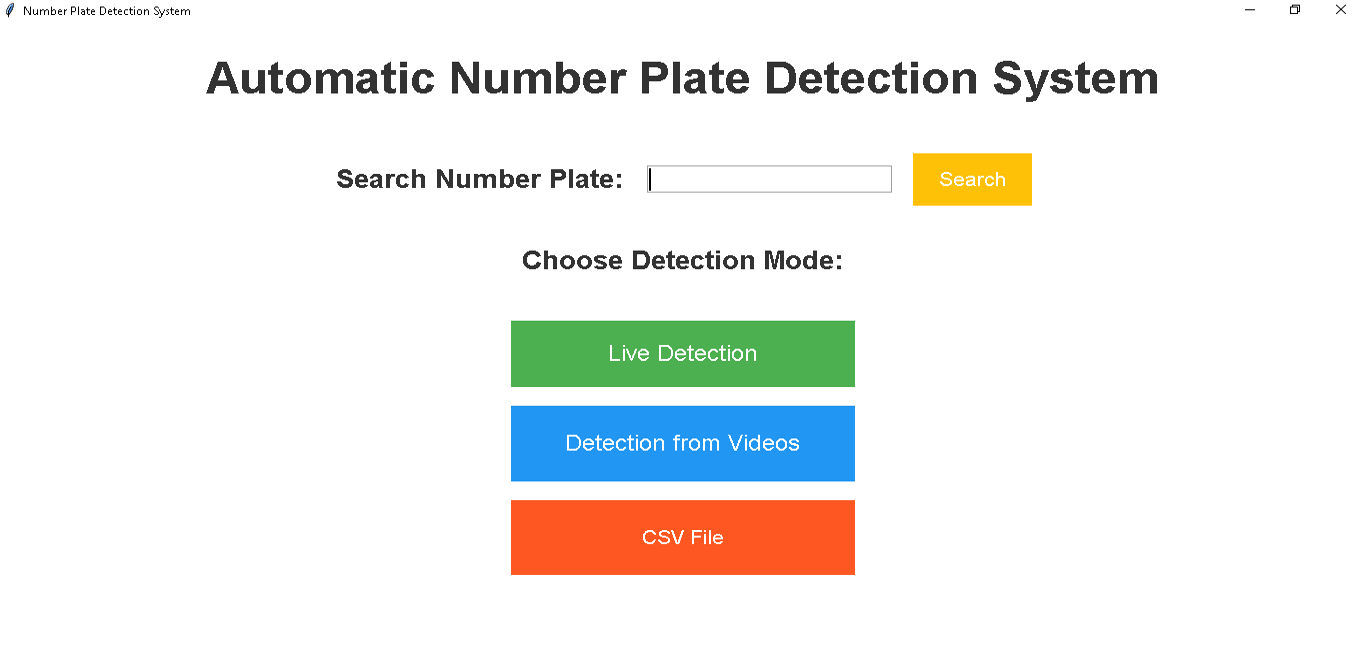 Number Plate Detection System
Automatic Number Plate Detection System
Search Number Plate: Search
Choose Detection Mode:
Live Detection
Detection from Videos
CSV File